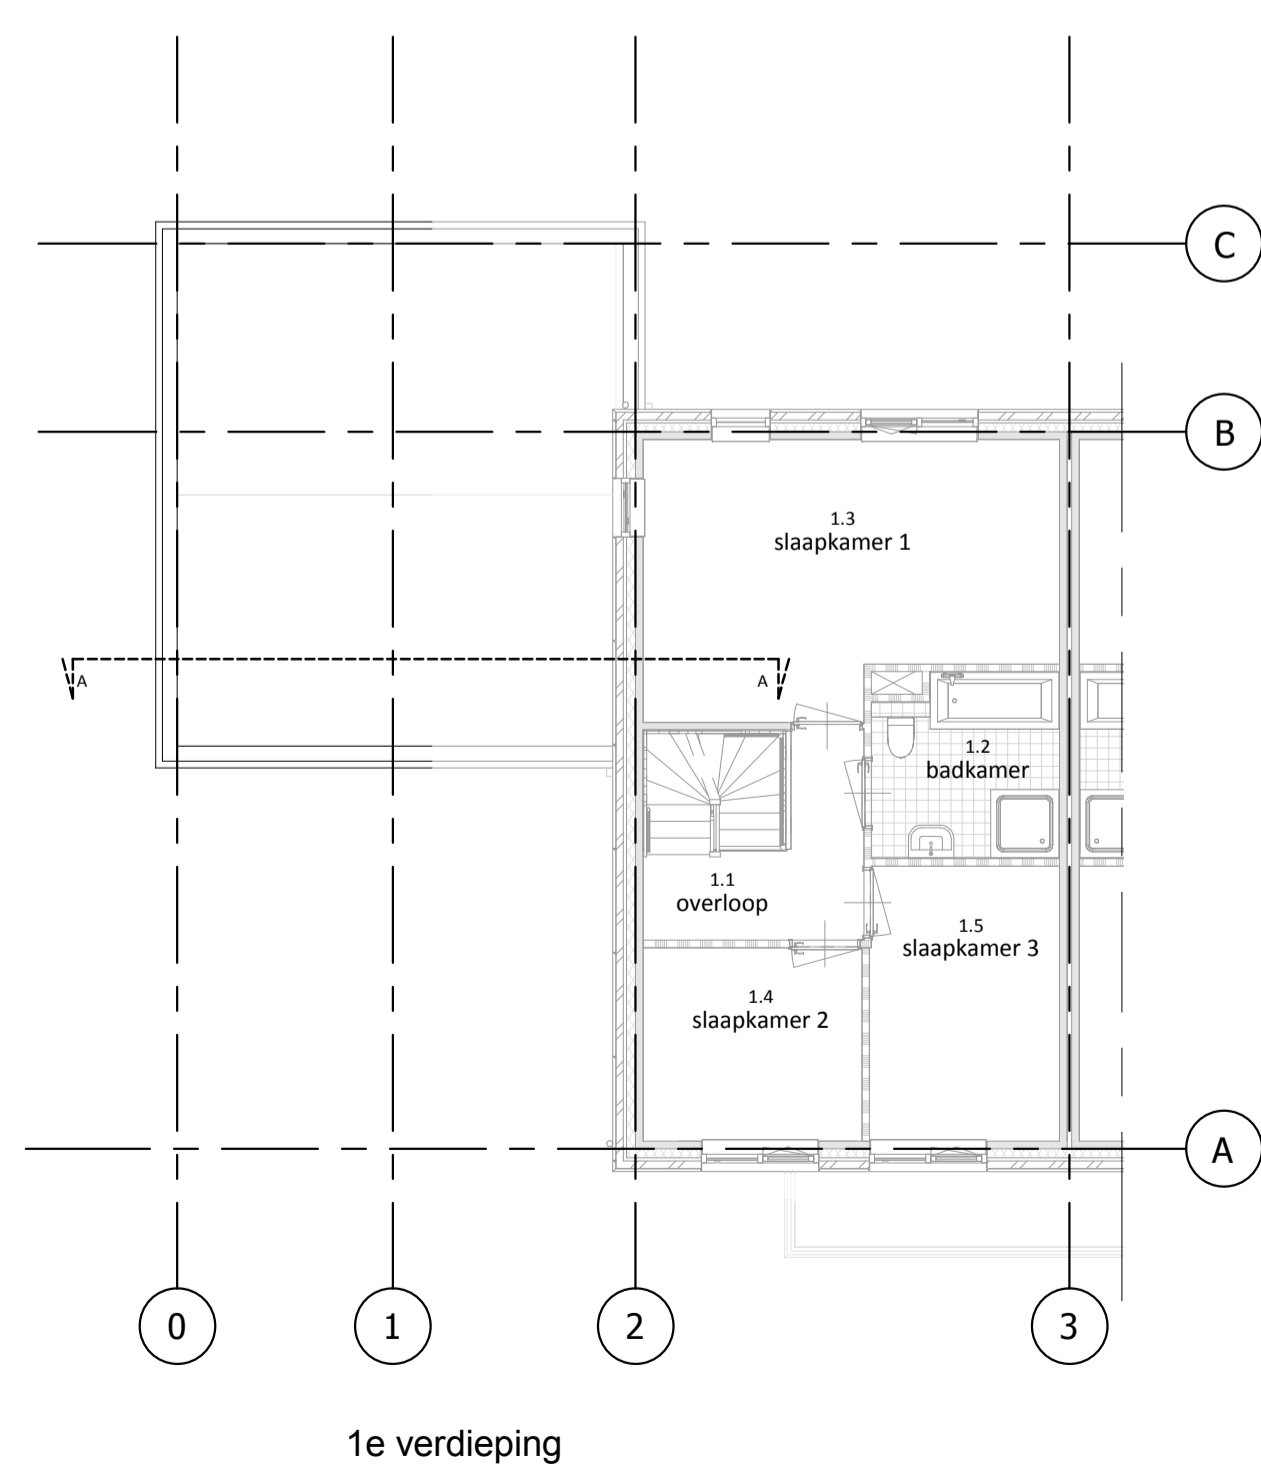 C
B
1.3
slaapkamer 1
A
A
1.2
badkamer
1.1
overloop
1.5
slaapkamer 3
1.4
slaapkamer 2
A
0
1
2
3
1e verdieping